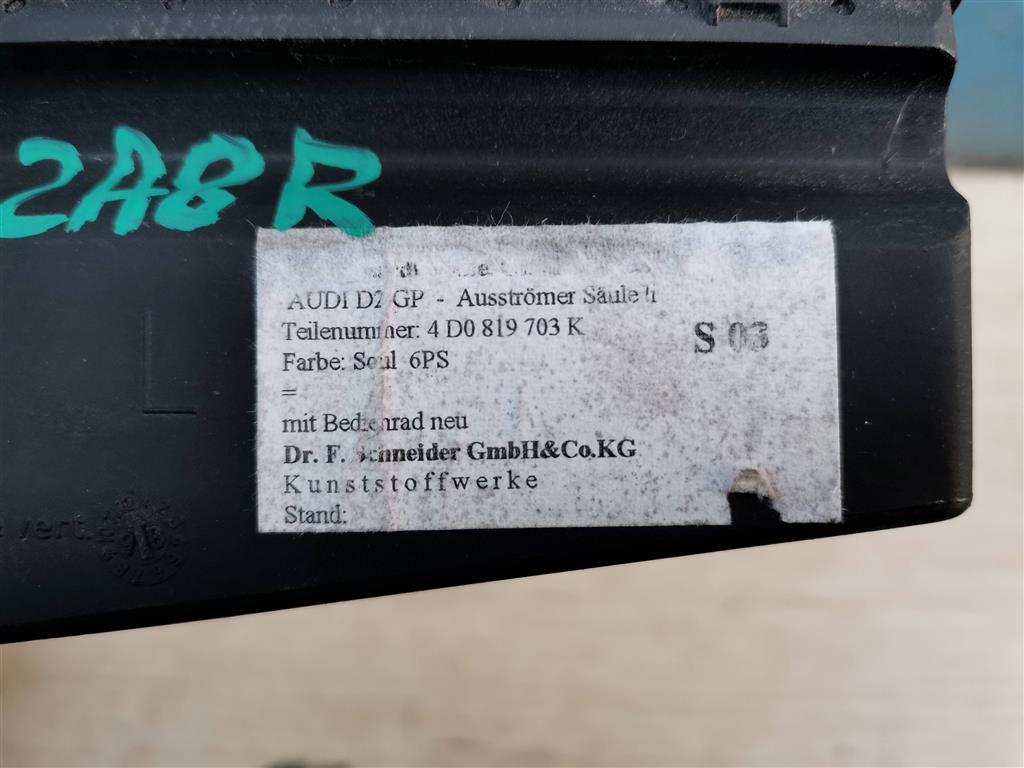 2A8R
AUDI D2 GP - Ausströmer Säule
Teilenummer: 4 D0 819 703 K
S 03
Farbe: Soul 6PS
=
mit Bedienrad neu
Dr. F. Schneider GmbH&Co.KG
Kunststoffwerke
Stand:
L